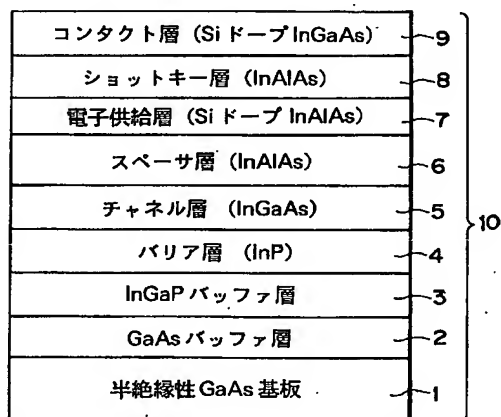 コンタクト層 (Si ドープ InGaAs) 9
ショットキー層 (InAlAs) 8
電子供給層 (Si ドープ InAlAs) 7
スペーサ層 (InAlAs) 6
チャネル層 (InGaAs) 5
バリア層 (InP) 4
InGaP バッファ層 3
GaAs バッファ層 2
半絶縁性 GaAs 基板 1
10